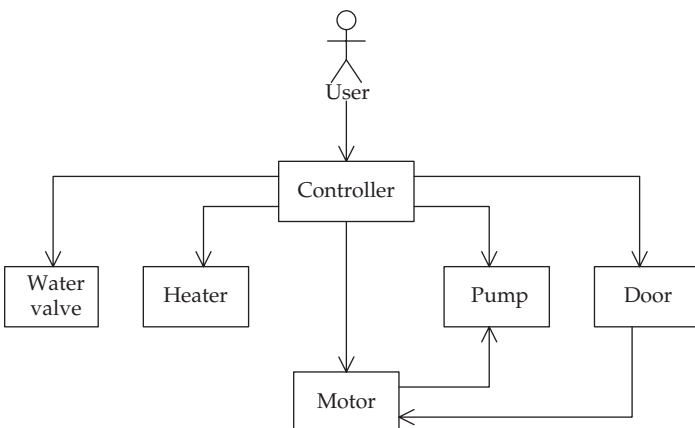 User
Controller
Water
valve
Heater
Pump
Door
Motor